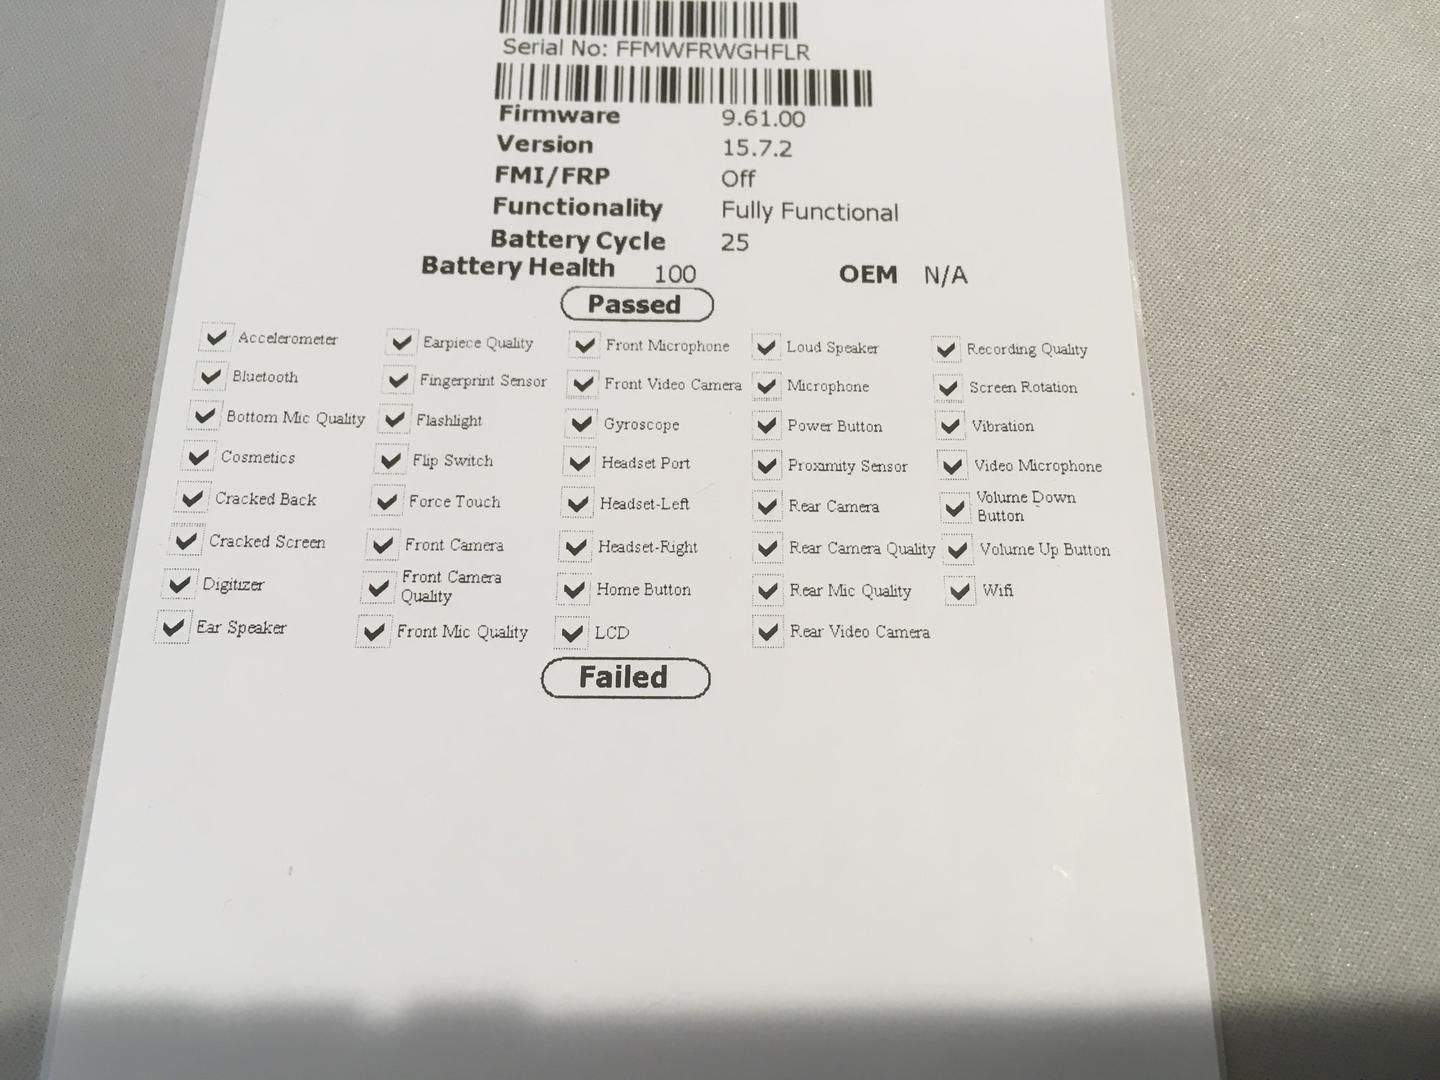 Serial No: FFMWFRWGHFLR
Firmware 9.61.00
Version 15.7.2
FMI/FRP Off
Functionality Fully Functional
Battery Cycle 25
Battery Health 100 OEM N/A
Passed
Accelerometer Earpiece Quality Front Microphone Loud Speaker Recording Quality
Bluetooth Fingerprint Sensor Front Video Camera Microphone Screen Rotation
Bottom Mic Quality Flashlight Gyroscope Power Button Vibration
Cosmetics Flip Switch Headset Port Proximity Sensor Video Microphone
Cracked Back Force Touch Headset-Left Rear Camera Volume Down
Button
Cracked Screen Front Camera Headset-Right Rear Camera Quality Volume Up Button
Digitizer Front Camera
Quality Home Button Rear Mic Quality Wifi
Ear Speaker Front Mic Quality LCD Rear Video Camera
Failed